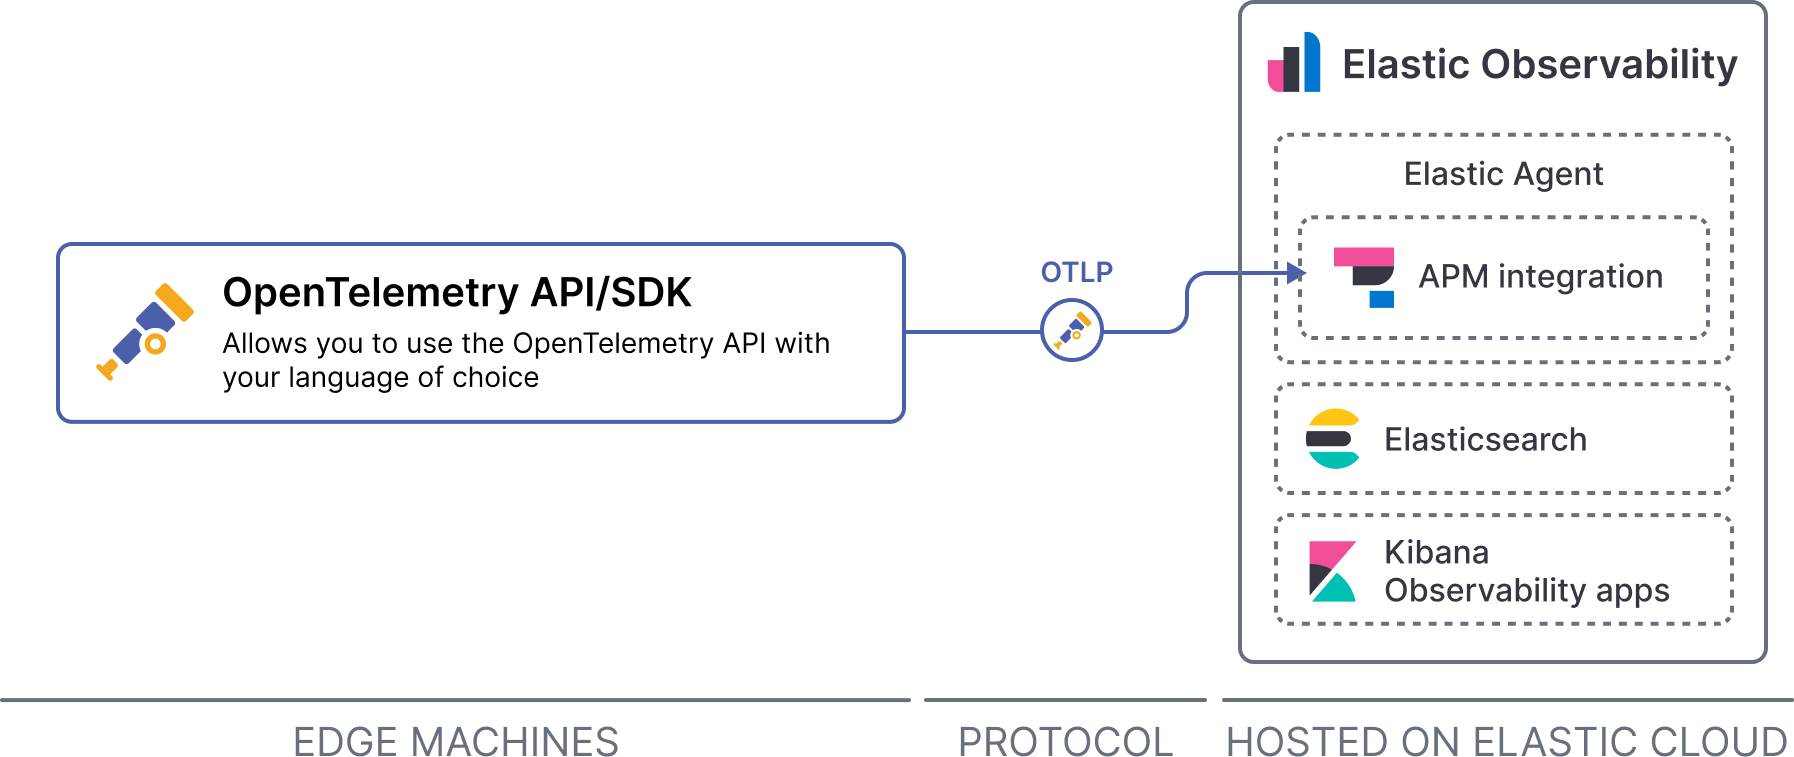 Elastic Observability
Elastic Agent
APM integration
OpenTelemetry API/SDK
Allows you to use the OpenTelemetry API with
your language of choice
OTLP
Elasticsearch
Kibana
Observability apps
EDGE MACHINES
PROTOCOL
HOSTED ON ELASTIC CLOUD